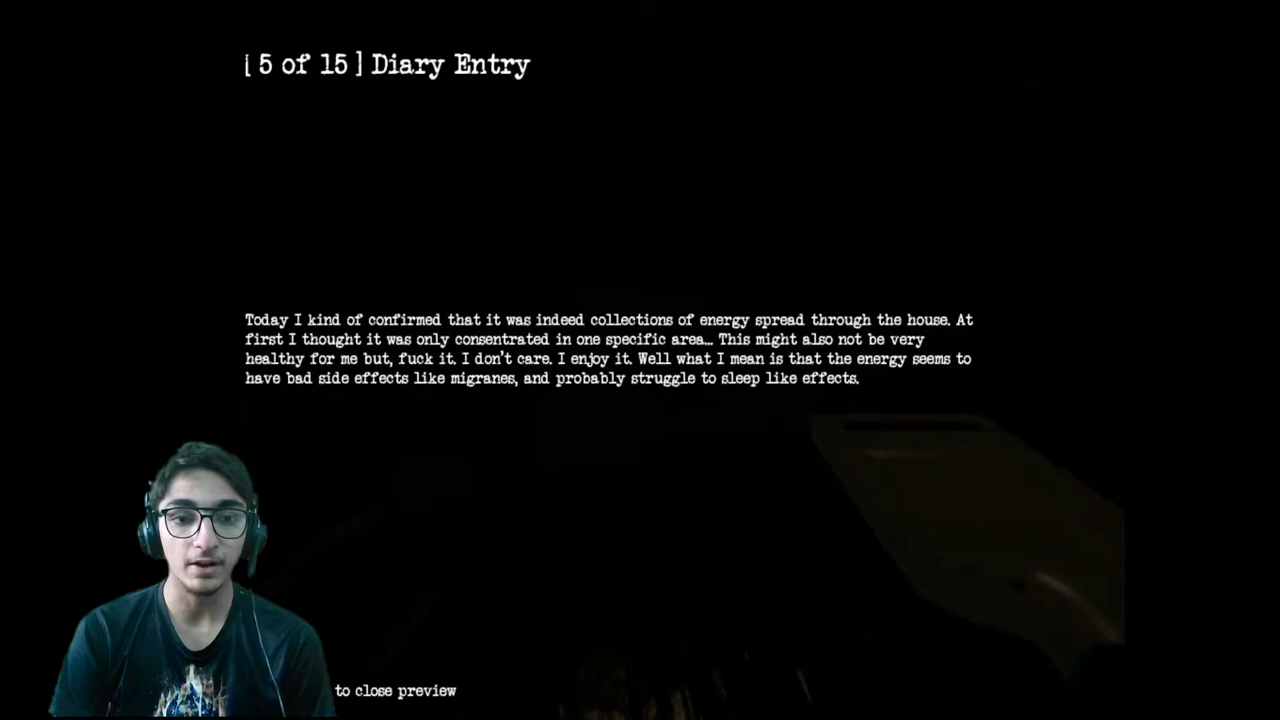 [ 5 of 15 ] Diary Entry
Today I kind of confirmed that it was indeed collections of energy spread through the house. At
first I thought it was only consentrated in one specific area... This might also not be very
healthy for me but, fuck it. I don't care. I enjoy it. Well what I mean is that the energy seems to
have bad side effects like migranes, and probably struggle to sleep like effects.
to close preview